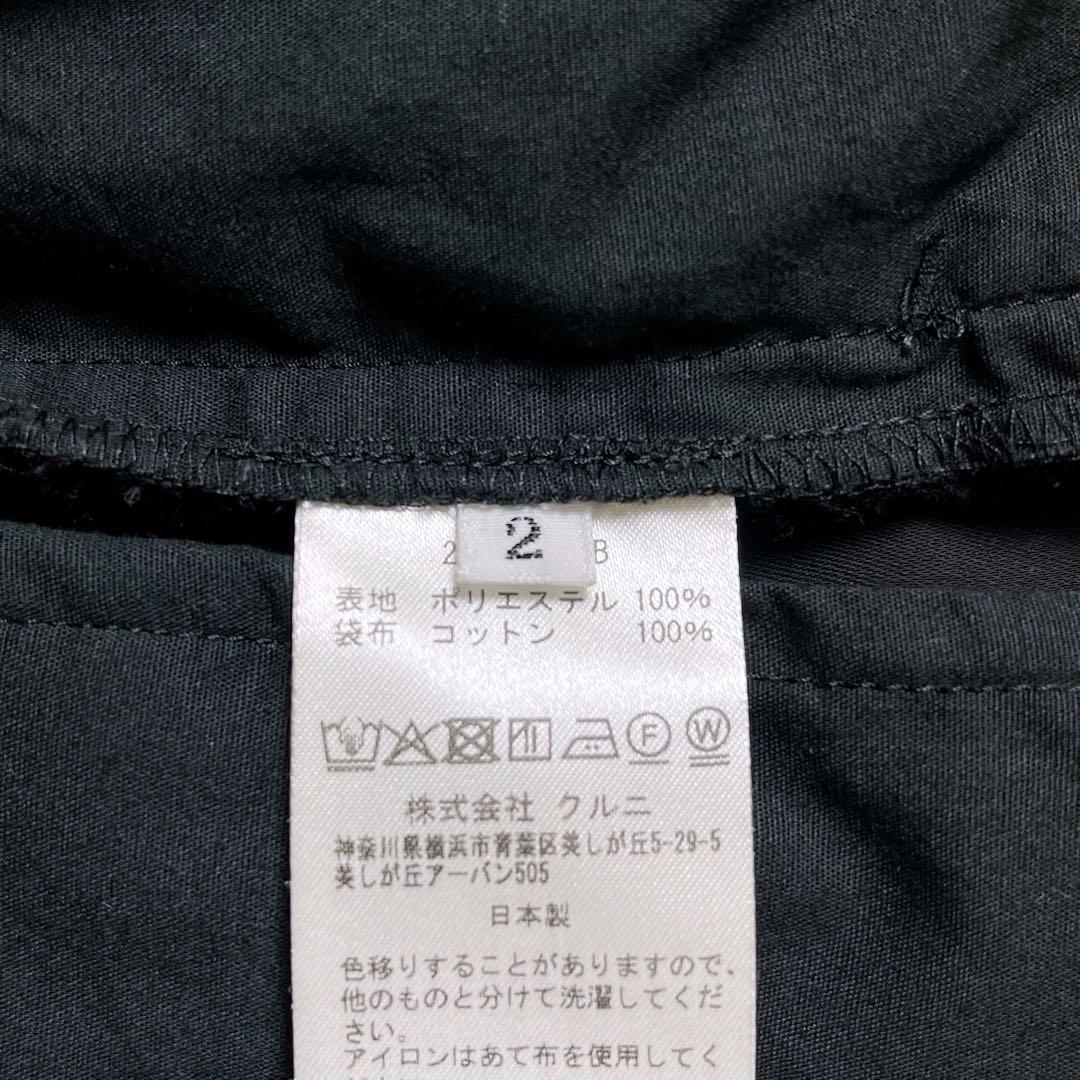 2
2 B
表地 ポリエステル 100%
袋布 コットン 100%
F W
株式会社 クルニ
神奈川県横浜市青葉区美しが丘5-29-5
美しが丘アーバン505
日本製
色移りすることがありますので、
他のものと分けて洗濯してくだ
さい。
アイロンはあて布を使用してく